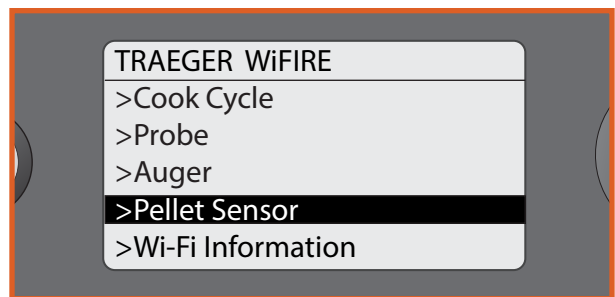 TRAEGER WiFIRE
>Cook Cycle
>Probe
>Auger
>Pellet Sensor
>Wi-Fi Information